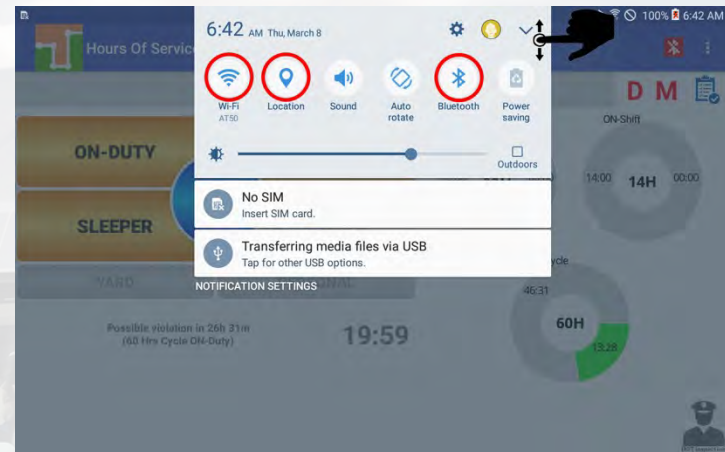 100% 6:42 AM
6:42 AM Thu, March 8
Hours Of Servic
Wi-Fi
AT50
Location
Sound
Auto
rotate
Bluetooth
Power
saving
D M
ON-Shift
Outdoors
ON-DUTY
14:00
14H
00:00
No SIM
Insert SIM card.
SLEEPER
Transferring media files via USB
Tap for other USB options.
ycle
YARD
NOTIFICATION SETTINGS
46:31
Possible violation in 26h 31m
(60 Hrs Cycle ON-Duty)
19:59
60H
13:28